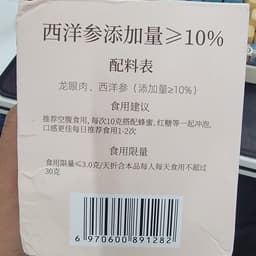 西洋参添加量≥10%
配料表
龙眼肉、西洋参（添加量≥10%）
食用建议
推荐空腹食用，每次10克搭配蜂蜜，红糖等一起冲泡，
口感更佳每日推荐食用1-2次
食用限量
食用限量≤3.0克/天折合本品每人每天食用不超过
30克
6 970600 891282